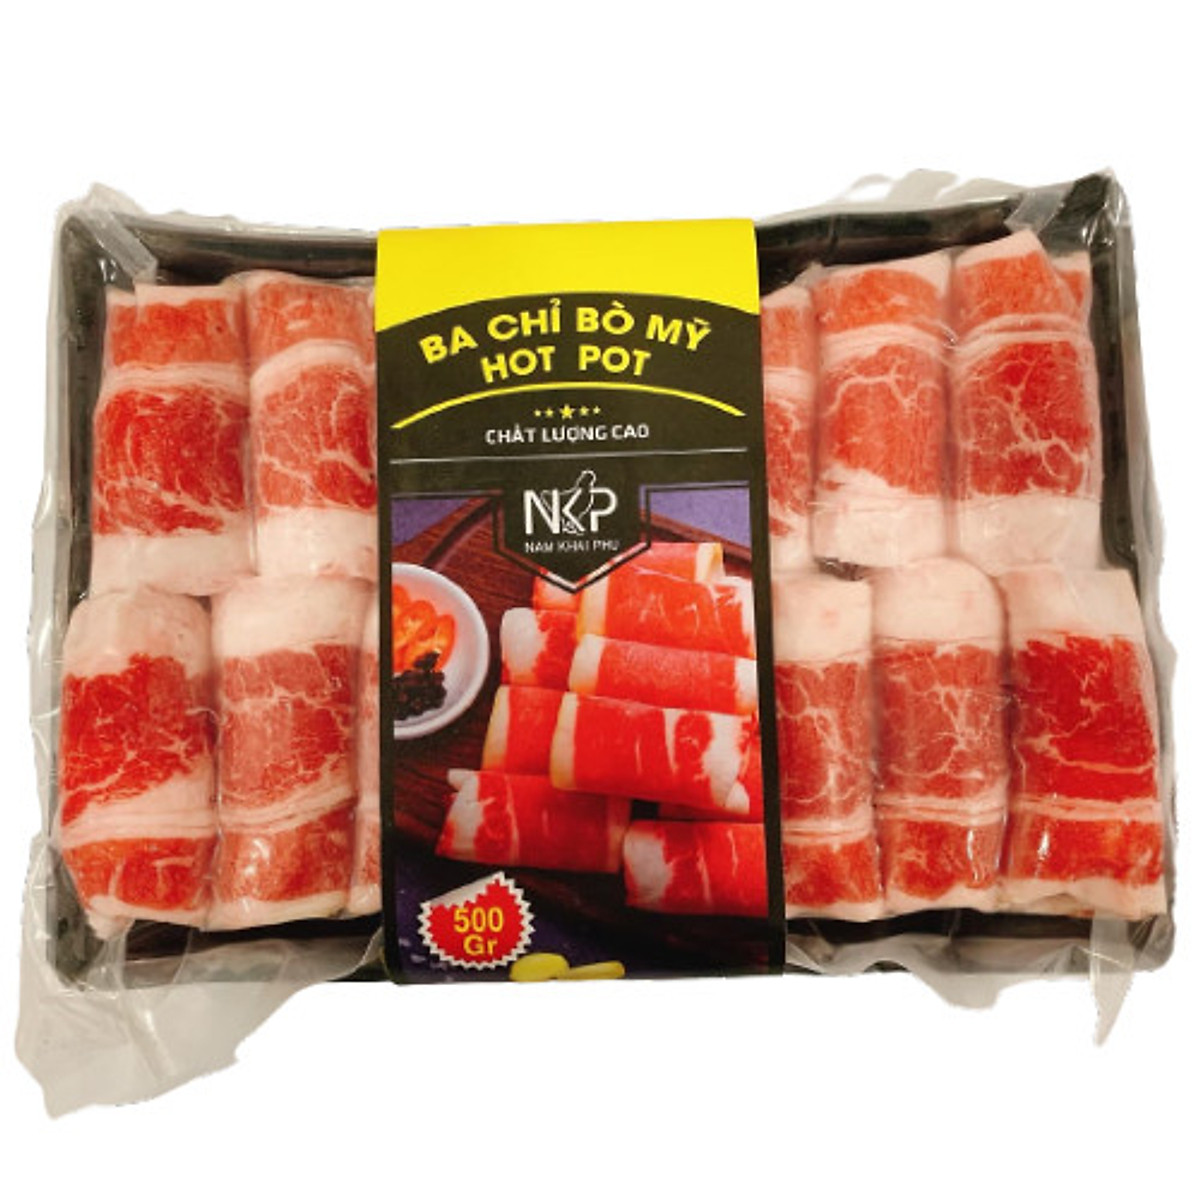 BA CHỈ BÒ MỸ
HOT POT
CHẤT LƯỢNG CAO
NKP
NAM KHAI PHU
500
Gr